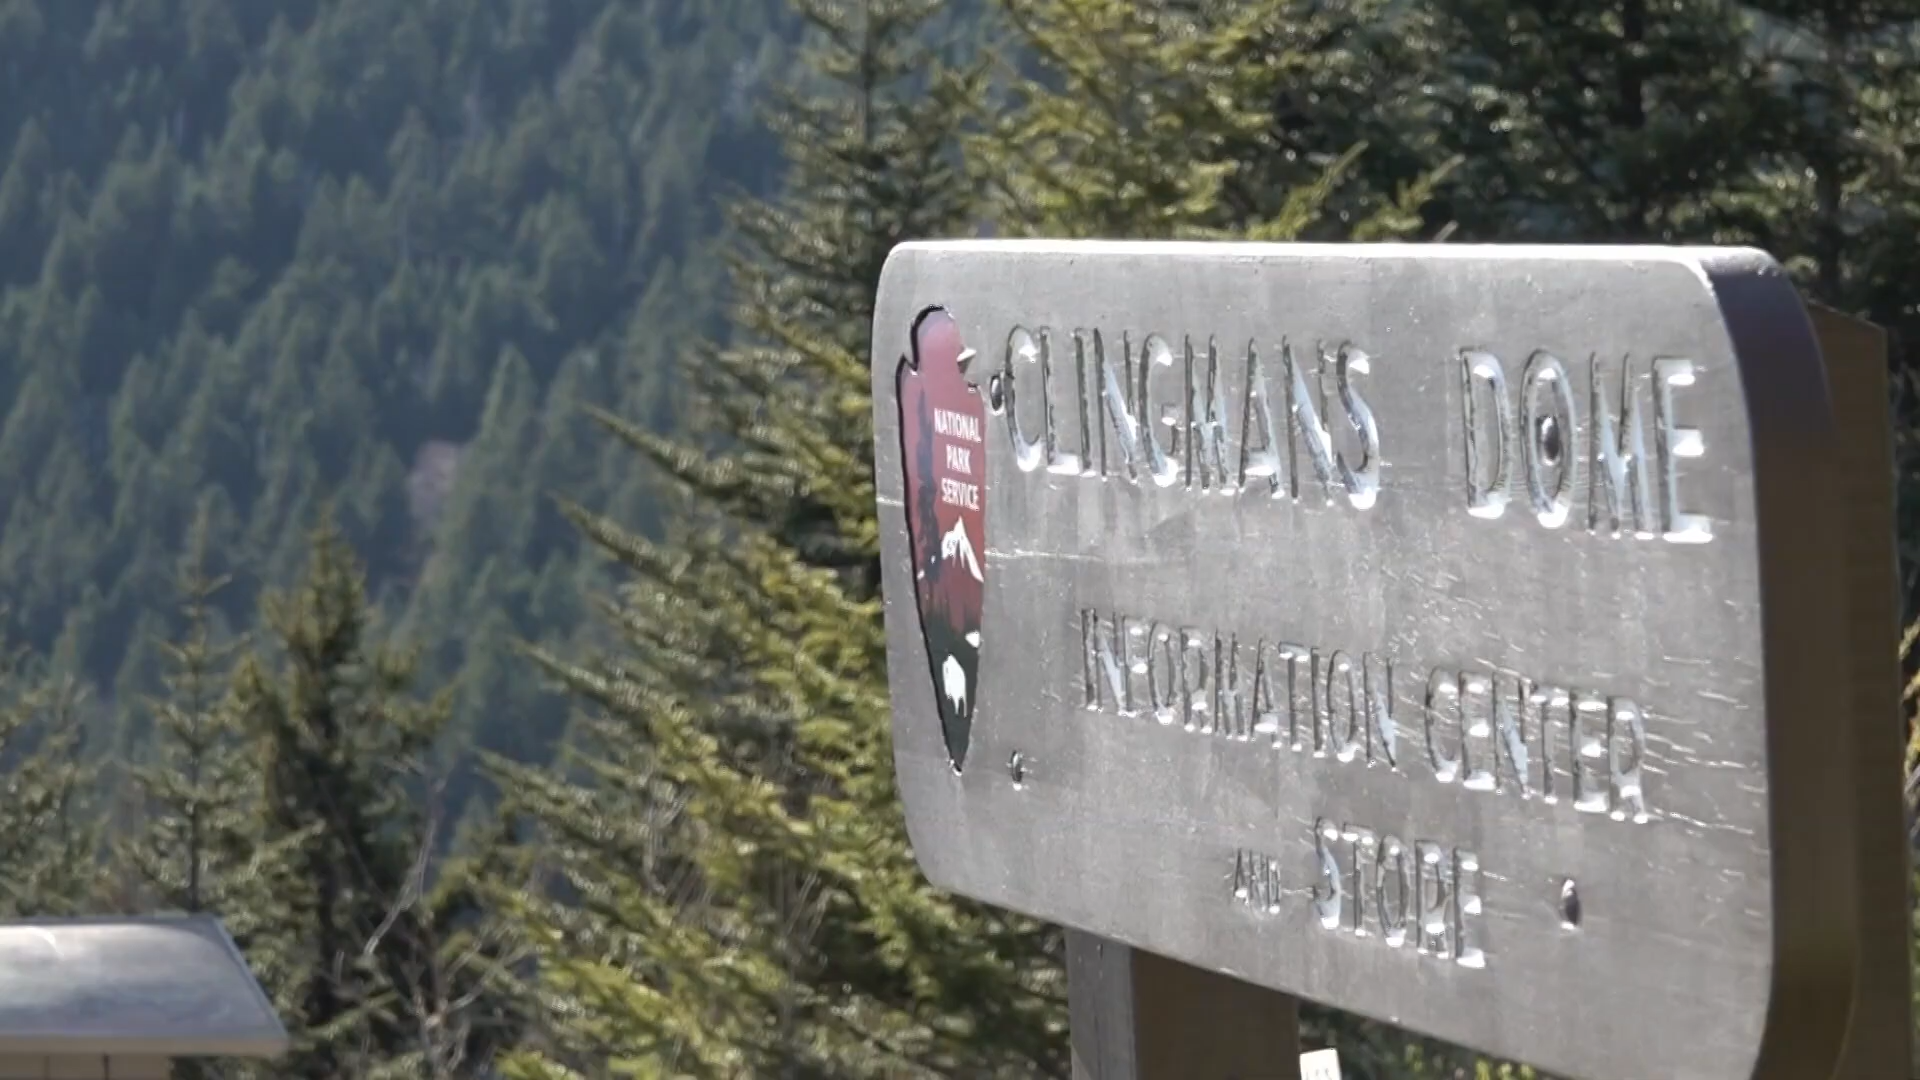 NATIONAL
PARK
SERVICE
CLINGMANS DOME
INFORMATION CENTER
AND STORE